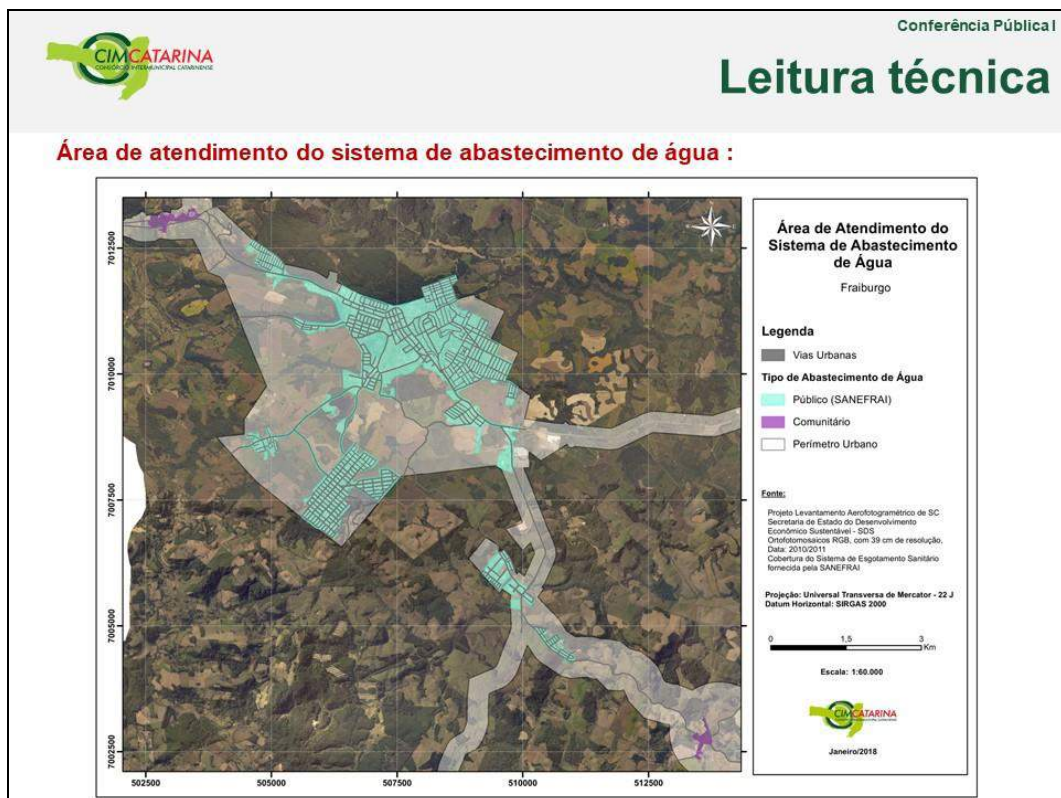 Conferência Pública I
CIMCATARINA
CONSÓRCIO INTERMUNICIPAL CATARINENSE
Leitura técnica
Área de atendimento do sistema de abastecimento de água :
7012500
7010000
7007500
7005000
7002500
502500
505000
507500
510000
512500
Área de Atendimento do
Sistema de Abastecimento
de Água
Fraiburgo
Legenda
Vias Urbanas
Tipo de Abastecimento de Água
Público (SANEFRAI)
Comunitário
Perímetro Urbano
Fonte:
Projeto Levantamento Aerofotogramétrico de SC
Secretaria de Estado do Desenvolvimento
Econômico Sustentável - SDS
Ortofotomosaicos RGB, com 39 cm de resolução,
Data: 2010/2011
Cobertura do Sistema de Esgotamento Sanitário
fornecida pela SANEFRAI
Projeção: Universal Transversa de Mercator - 22 J
Datum Horizontal: SIRGAS 2000
0 1,5 3
Km
Escala: 1:60.000
CIMCATARINA
Janeiro/2018